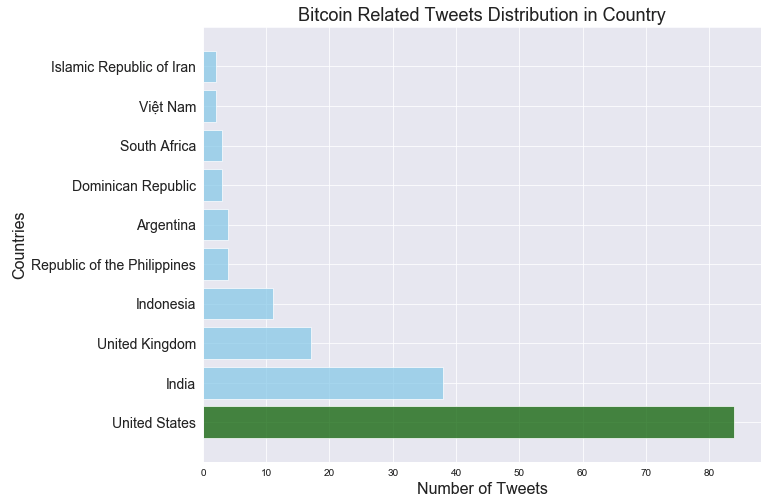 Bitcoin Related Tweets Distribution in Country
Islamic Republic of Iran
Việt Nam
South Africa
Dominican Republic
Argentina
Republic of the Philippines
Indonesia
United Kingdom
India
United States
Countries
0 10 20 30 40 50 60 70 80
Number of Tweets